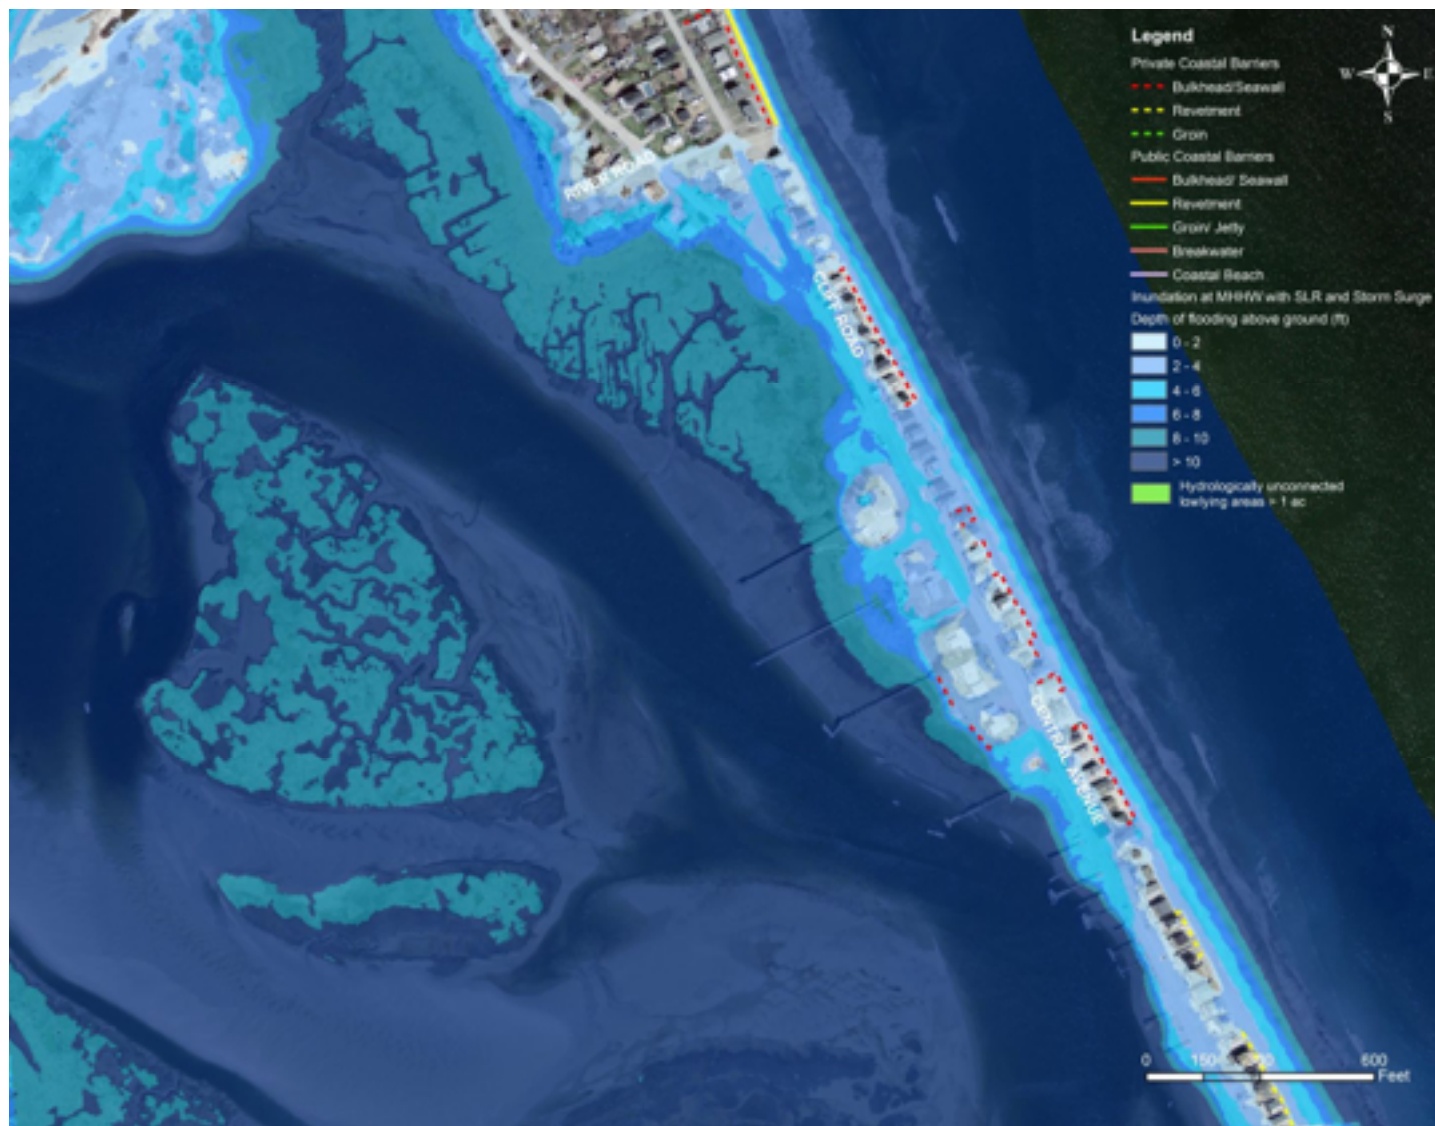 Legend
N
Private Coastal Barriers
W E
Bulkhead/Seawall
Revetment
S
Groin
Public Coastal Barriers
Bulkhead/ Seawall
Revetment
Groin/ Jetty
Breakwater
Coastal Beach
Inundation at MHHW with SLR and Storm Surge
Depth of flooding above ground (ft)
0 - 2
2 - 4
4 - 6
6 - 8
8 - 10
> 10
Hydrologically unconnected
lowlying areas > 1 ac
RIVER ROAD
CLIFF ROAD
CENTRAL AVENUE
0 150 300 600
Feet